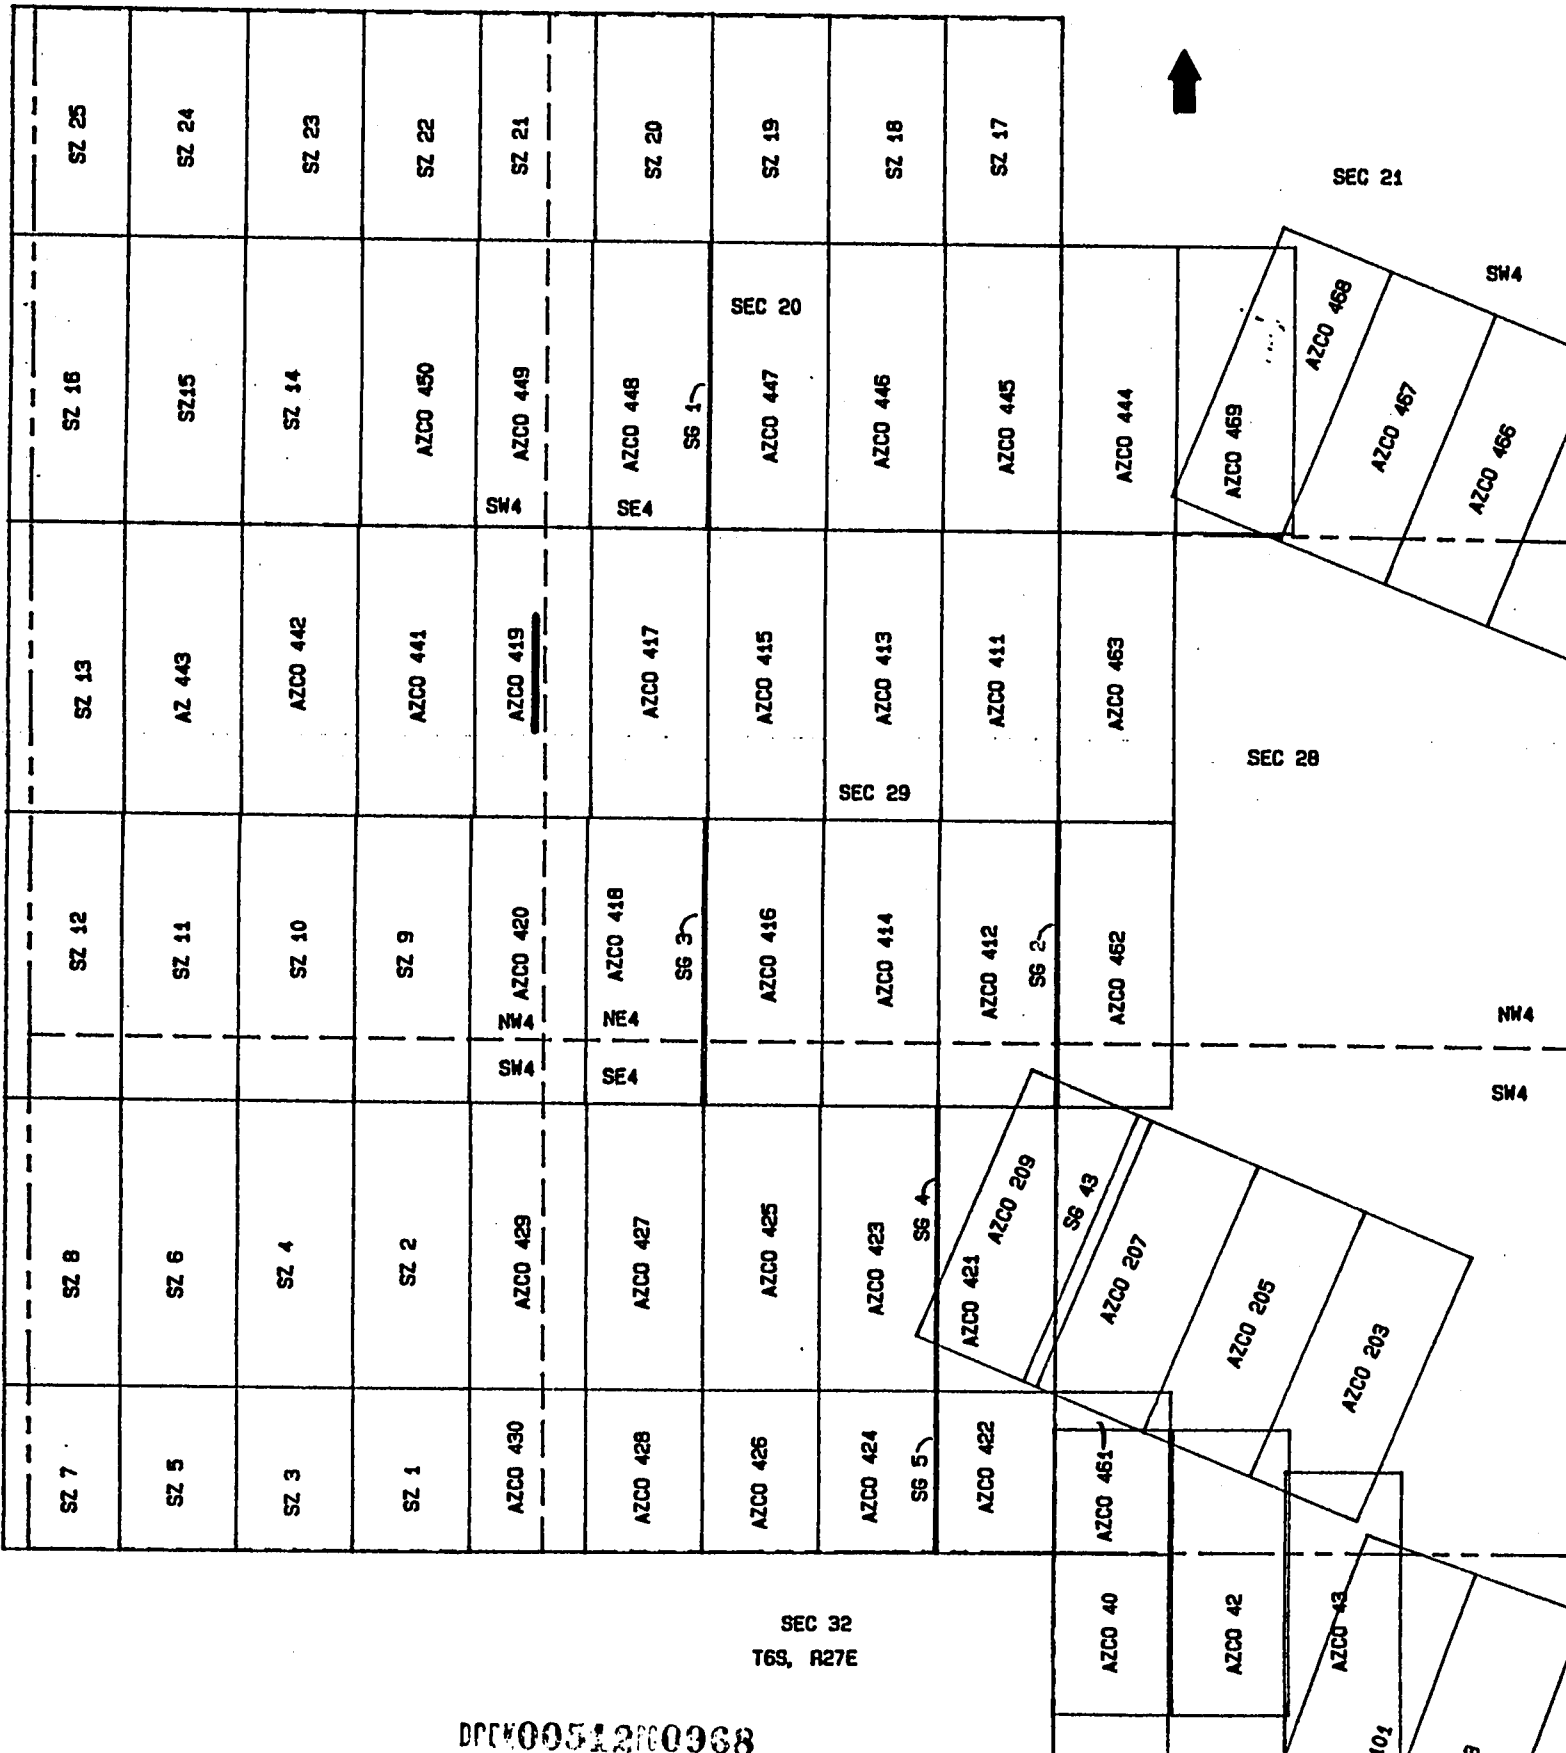 SZ 25
SZ 24
SZ 23
SZ 22
SZ 21
SZ 20
SZ 19
SZ 18
SZ 17
SEC 21
SW4
SEC 20
SZ 16
SZ15
SZ 14
AZCO 450
AZCO 449
AZCO 448
SG 1
AZCO 447
AZCO 446
AZCO 445
AZCO 444
AZCO 469
AZCO 468
AZCO 467
AZCO 466
SW4
SE4
SZ 13
AZ 443
AZCO 442
AZCO 441
AZCO 419
AZCO 417
AZCO 415
AZCO 413
AZCO 411
AZCO 463
SEC 28
SEC 29
SZ 12
SZ 11
SZ 10
SZ 9
AZCO 420
AZCO 418
SG 3
AZCO 416
AZCO 414
AZCO 412
SG 2
AZCO 462
NW4
NE4
NW4
SW4
SE4
SW4
SZ 8
SZ 6
SZ 4
SZ 2
AZCO 429
AZCO 427
AZCO 425
AZCO 423
SG 4
AZCO 421
AZCO 209
SG 43
AZCO 207
AZCO 205
AZCO 203
SZ 7
SZ 5
SZ 3
SZ 1
AZCO 430
AZCO 428
AZCO 426
AZCO 424
SG 5
AZCO 422
AZCO 461
AZCO 40
AZCO 42
AZCO 43
SEC 32
T6S, R27E